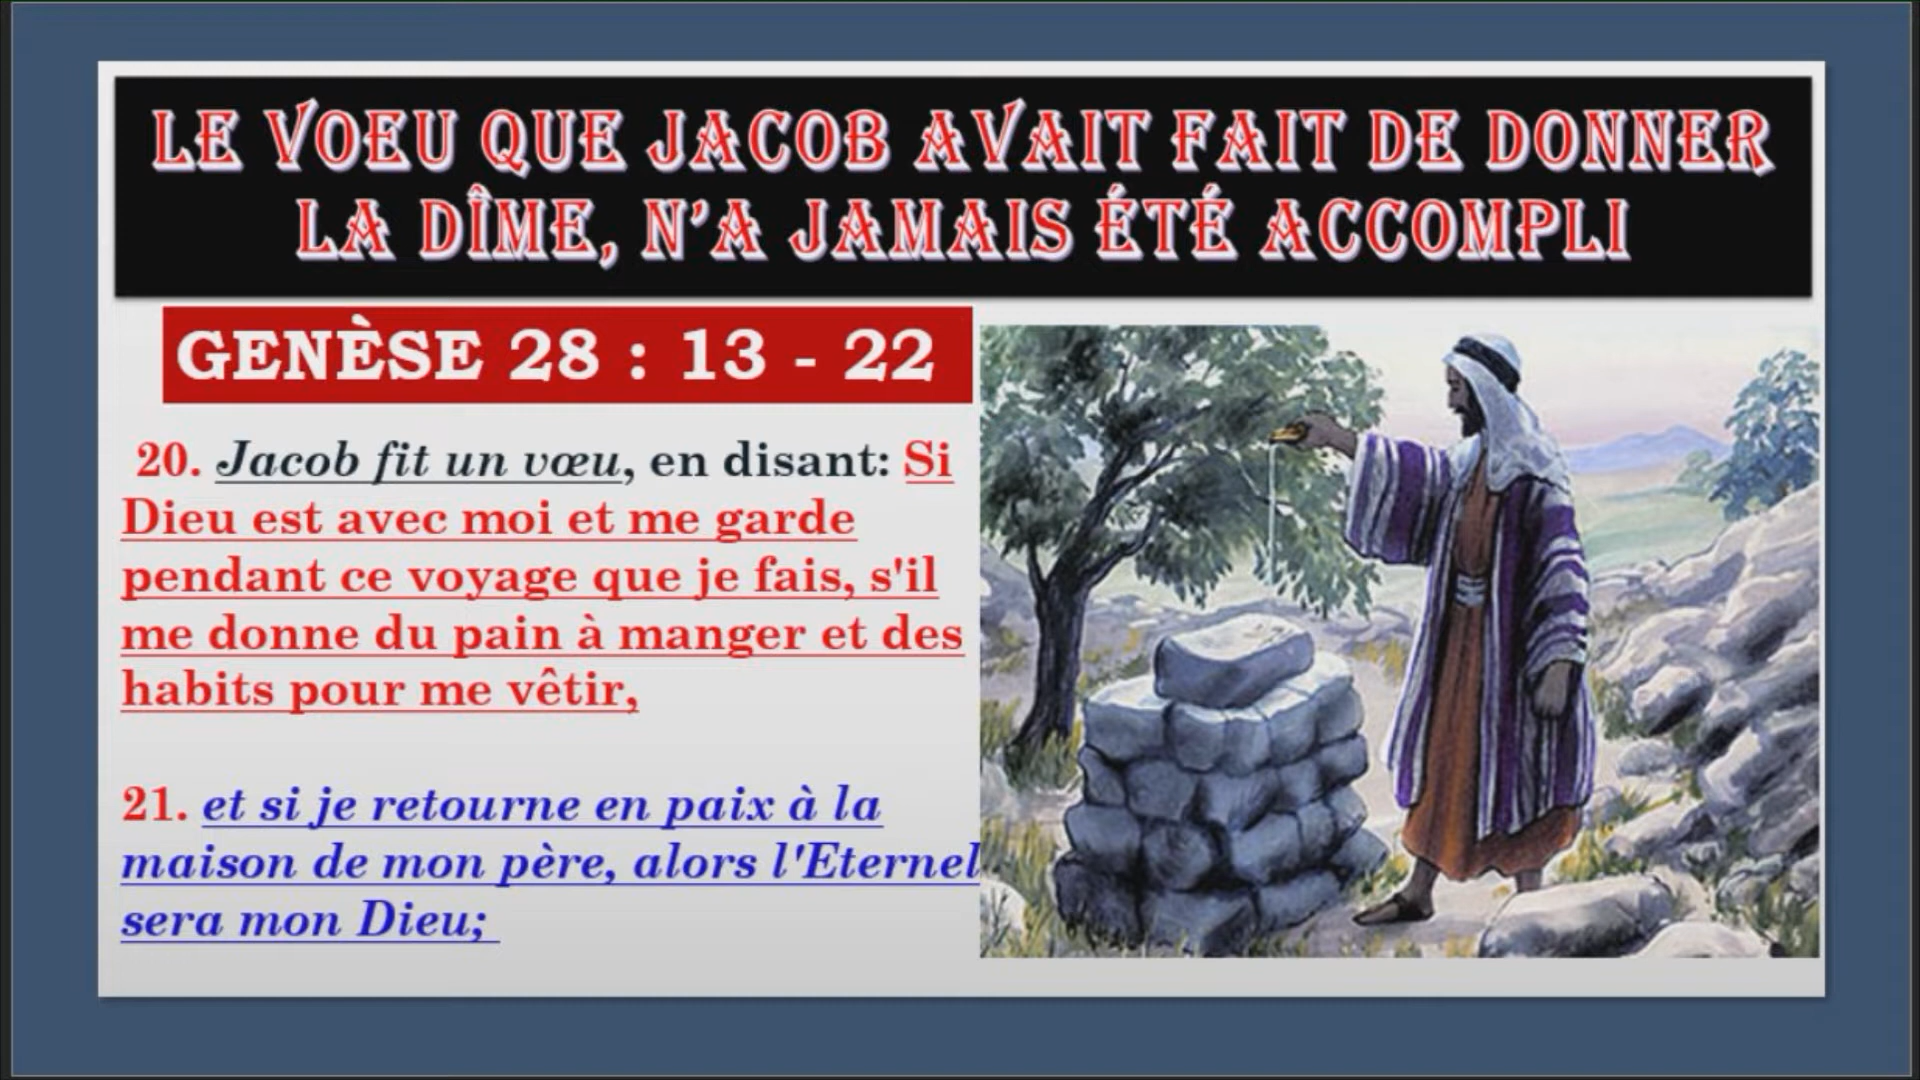 LE VOEU QUE JACOB AVAIT FAIT DE DONNER
LA DÎME, N'A JAMAIS ÉTÉ ACCOMPLI
GENÈSE 28 : 13 - 22
20. Jacob fit un vœu, en disant: Si
Dieu est avec moi et me garde
pendant ce voyage que je fais, s'il
me donne du pain à manger et des
habits pour me vêtir,
21. et si je retourne en paix à la
maison de mon père, alors l'Eternel
sera mon Dieu;